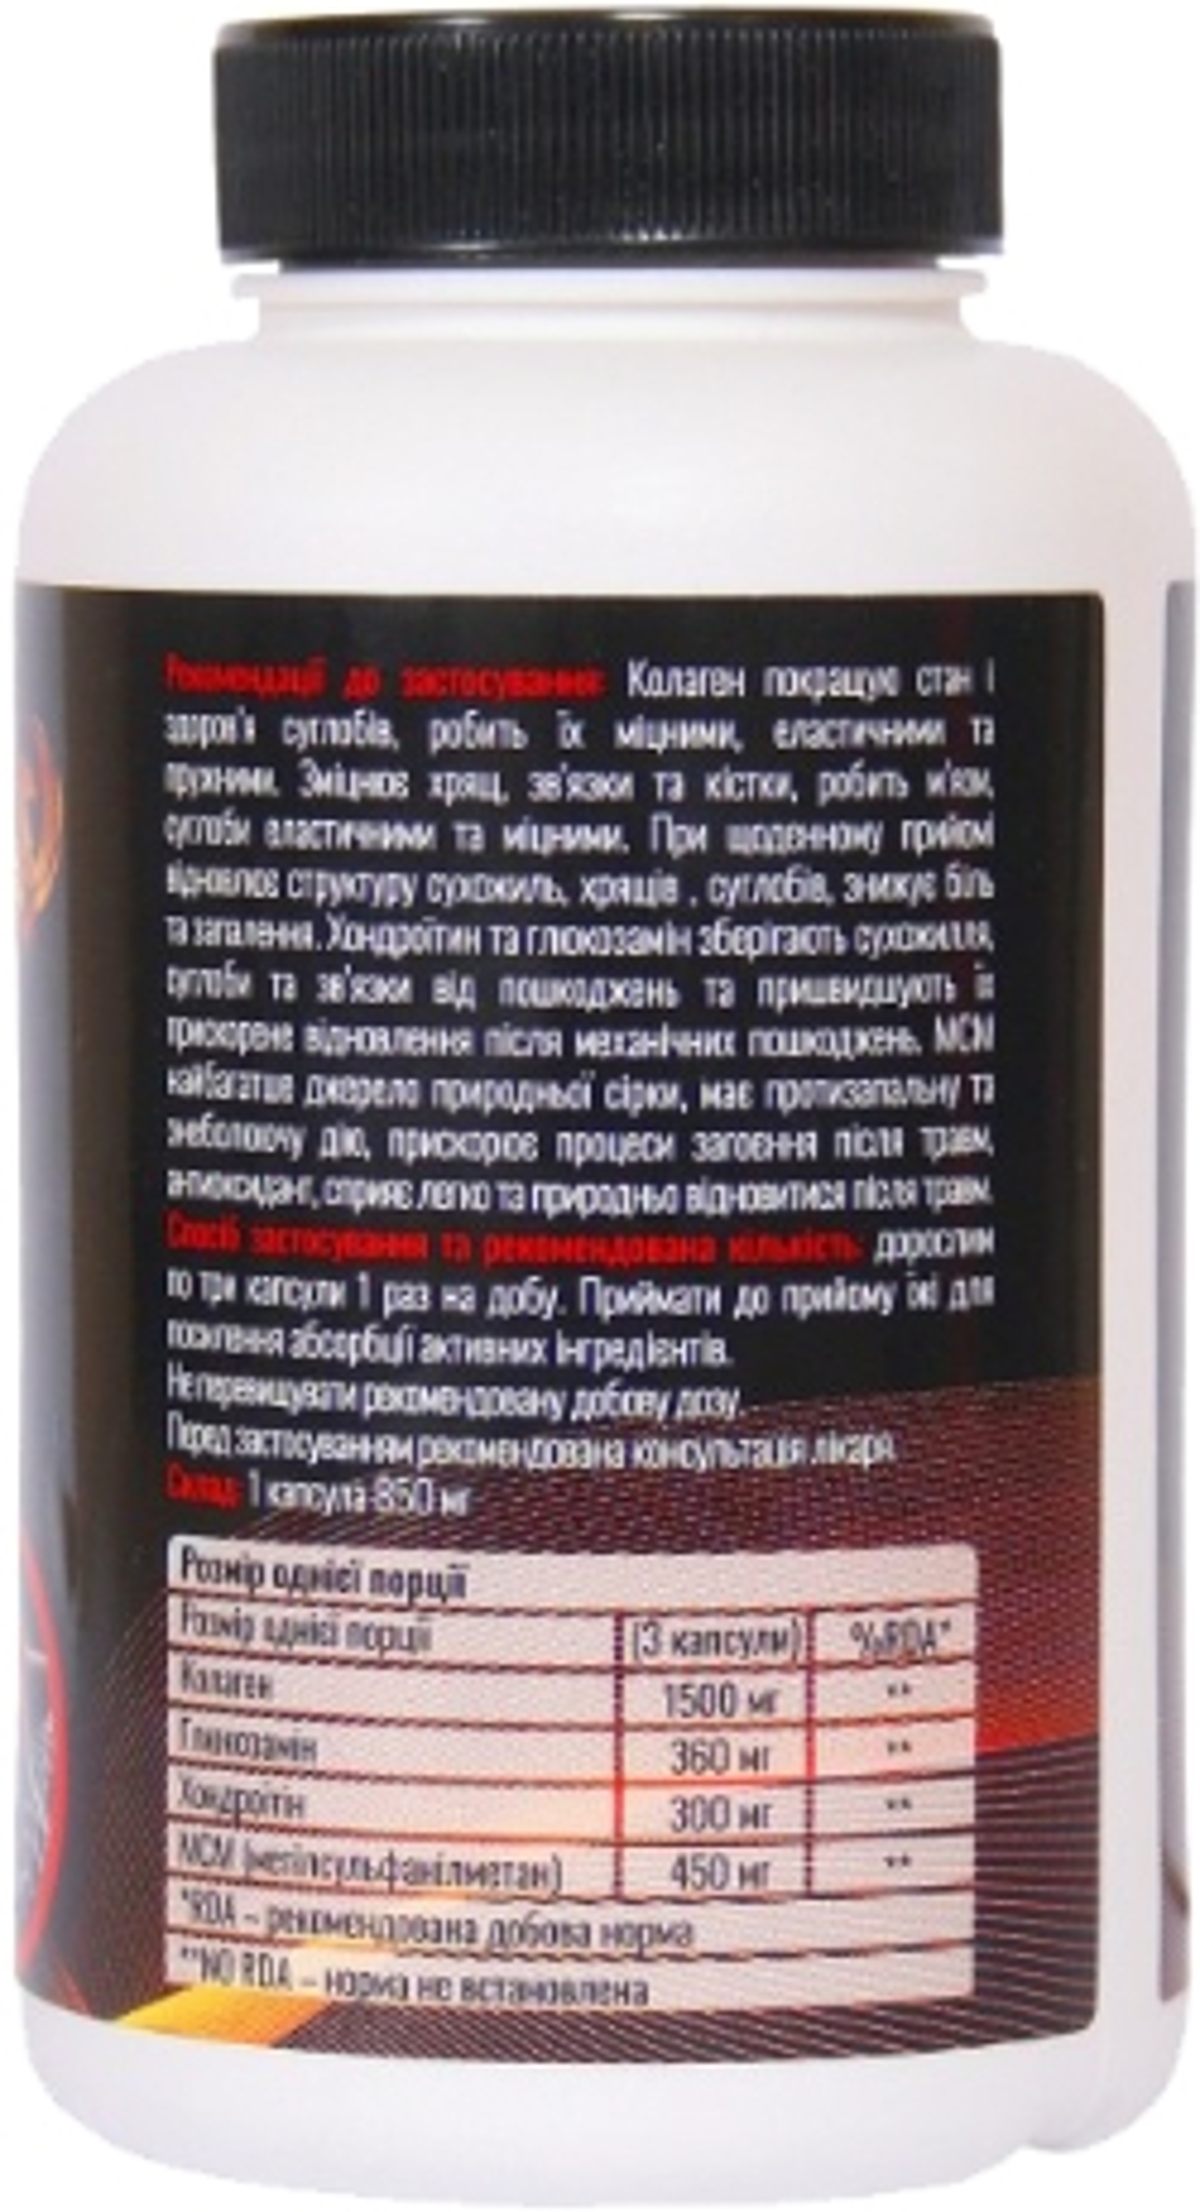 Рекомендації до застосування: Колаген покращує стан і
здоров'я суглобів, робить їх міцними, еластичними та
пружними. Зміцнює хрящ, зв'язки та кістки, робить м'язи,
суглоби еластичними та міцними. При щоденному прийомі
відновлює структуру сухожиль, хрящів , суглобів, знижує біль
та запалення. Хондроїтин та глюкозамін зберігають сухожилля,
суглоби та зв'язки від пошкоджень та пришвидшують їх
прискорене відновлення після механічних пошкоджень. МСМ
найбагатше джерело природньої сірки, має протизапальну та
знеболюючу дію, прискорює процеси загоєння після травм,
антиоксидант, сприяє легко та природньо відновитися після травм.
Спосіб застосування та рекомендована кількість: дорослим
по три капсули 1 раз на добу. Приймати до прийому їжі для
посилення абсорбції активних інгредієнтів.
Не перевищувати рекомендовану добову дозу.
Перед застосуванням рекомендована консультація лікаря.
Склад: 1 капсула-850 мг
Розмір однієї порції
Розмір однієї порції (3 капсули) %RDA*
Колаген 1500 мг **
Глюкозамін 360 мг **
Хондроїтін 300 мг **
МСМ (метілсульфанілметан) 450 мг **
*RDA – рекомендована добова норма
**NO RDA – норма не встановлена